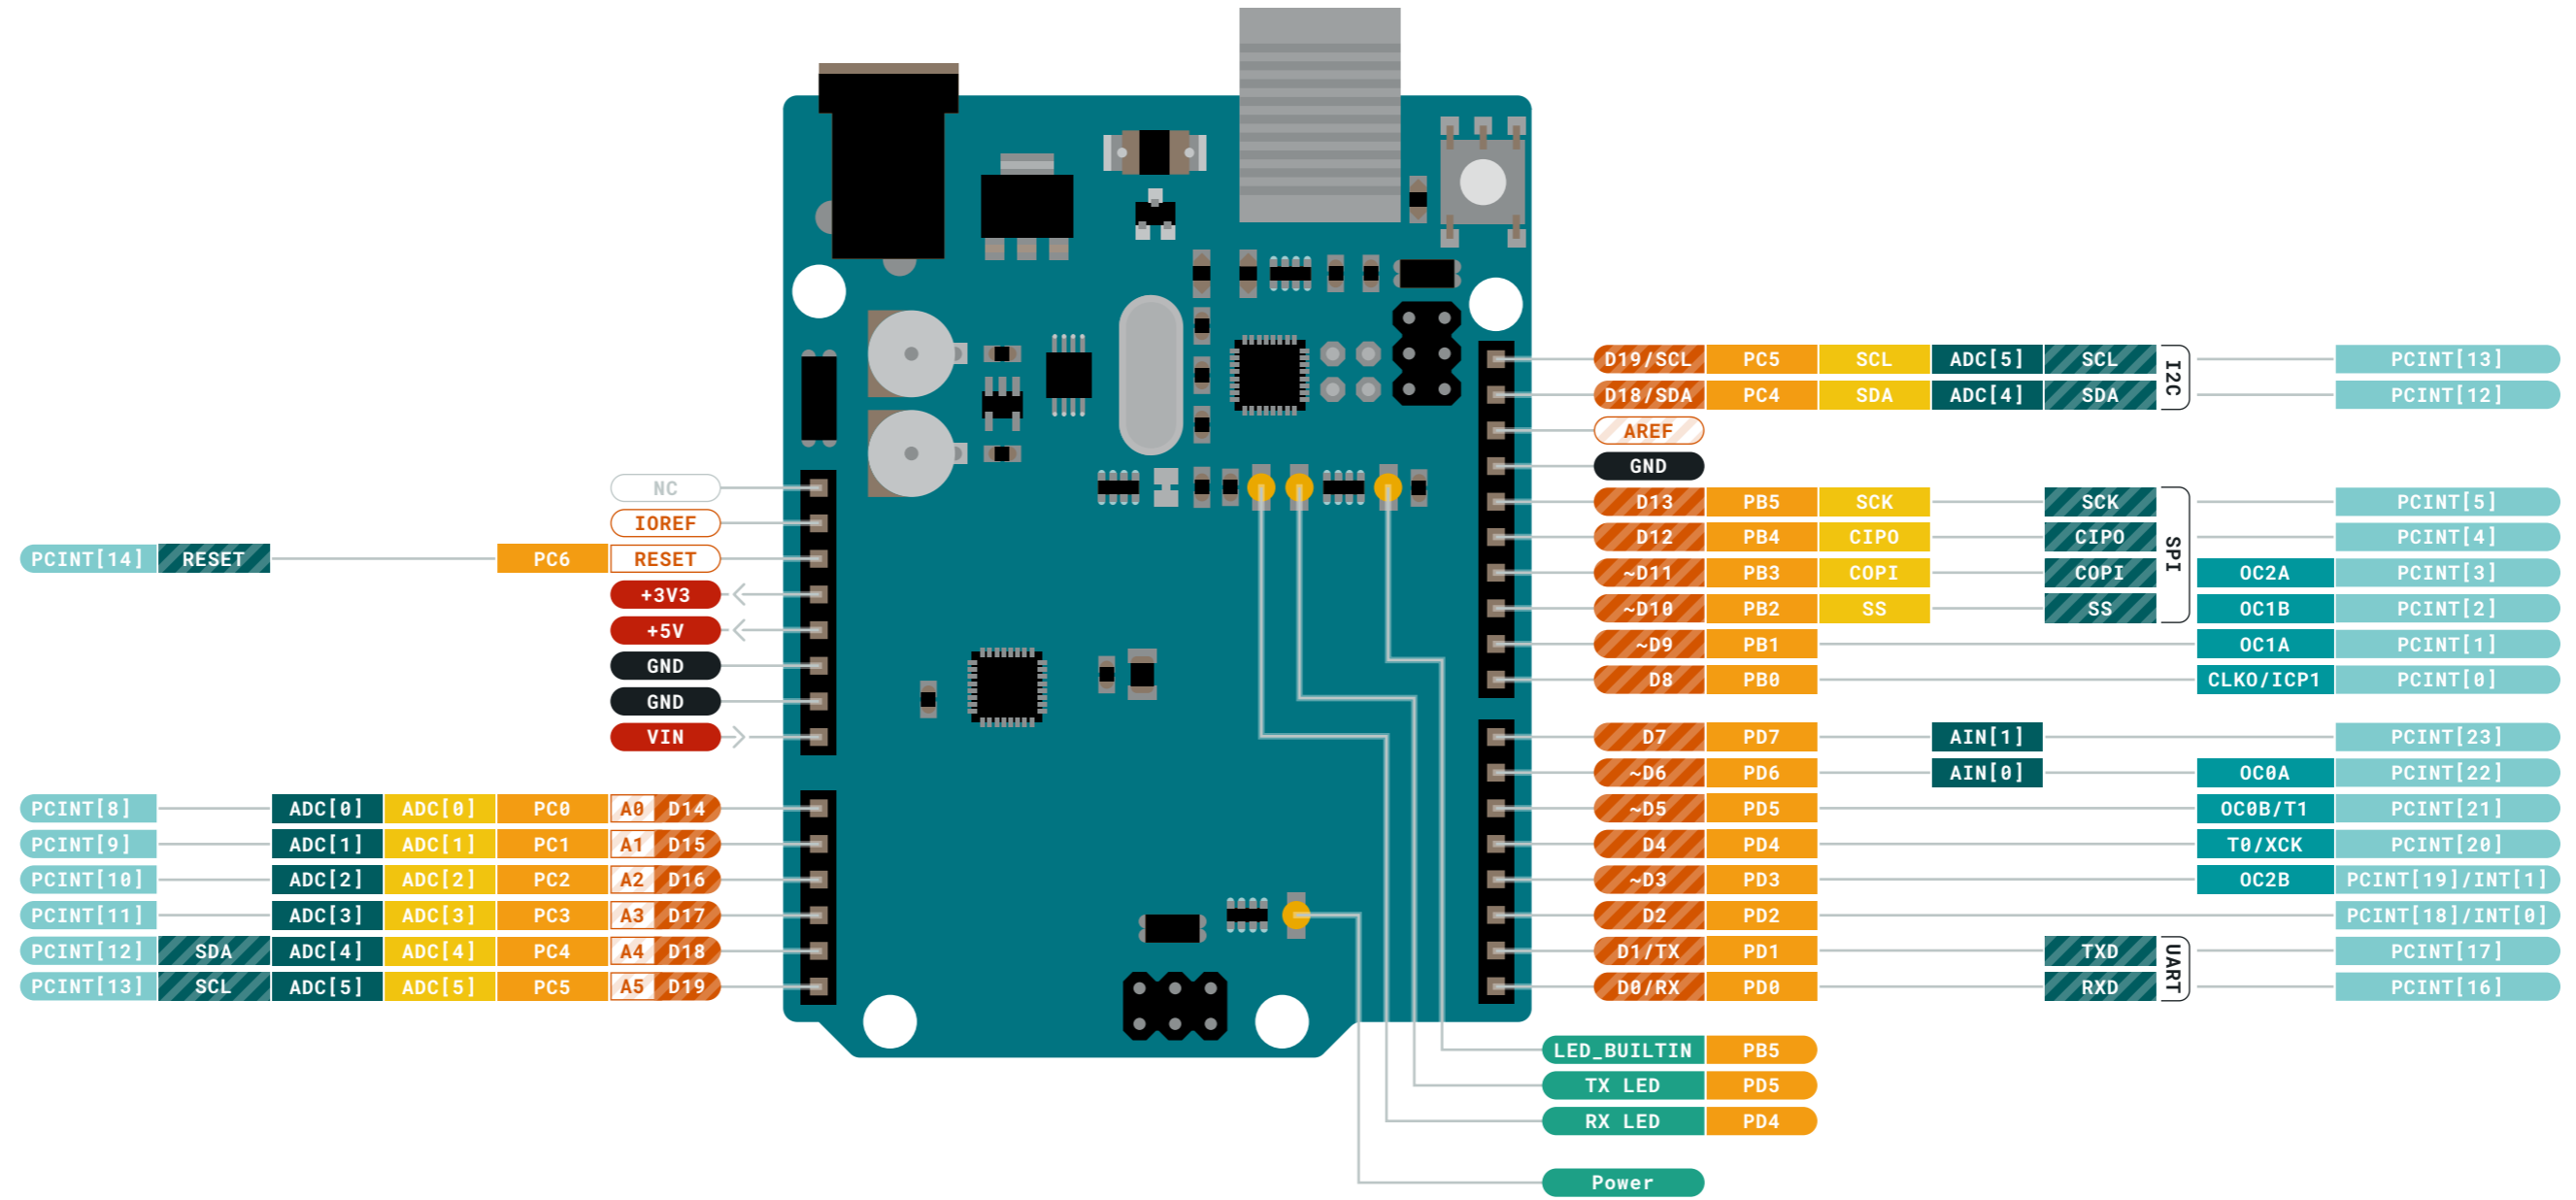 NC
IOREF
PCINT[14] RESET PC6 RESET
+3V3
+5V
GND
GND
VIN
PCINT[8] ADC[0] ADC[0] PC0 A0 D14
PCINT[9] ADC[1] ADC[1] PC1 A1 D15
PCINT[10] ADC[2] ADC[2] PC2 A2 D16
PCINT[11] ADC[3] ADC[3] PC3 A3 D17
PCINT[12] SDA ADC[4] ADC[4] PC4 A4 D18
PCINT[13] SCL ADC[5] ADC[5] PC5 A5 D19
D19/SCL PC5 SCL ADC[5] SCL PCINT[13]
D18/SDA PC4 SDA ADC[4] SDA PCINT[12]
I2C
AREF
GND
D13 PB5 SCK SCK PCINT[5]
D12 PB4 CIPO CIPO PCINT[4]
~D11 PB3 COPI COPI OC2A PCINT[3]
~D10 PB2 SS SS OC1B PCINT[2]
SPI
~D9 PB1 OC1A PCINT[1]
D8 PB0 CLKO/ICP1 PCINT[0]
D7 PD7 AIN[1] PCINT[23]
~D6 PD6 AIN[0] OC0A PCINT[22]
~D5 PD5 OC0B/T1 PCINT[21]
D4 PD4 T0/XCK PCINT[20]
~D3 PD3 OC2B PCINT[19]/INT[1]
D2 PD2 PCINT[18]/INT[0]
D1/TX PD1 TXD PCINT[17]
D0/RX PD0 RXD PCINT[16]
UART
LED_BUILTIN PB5
TX LED PD5
RX LED PD4
Power